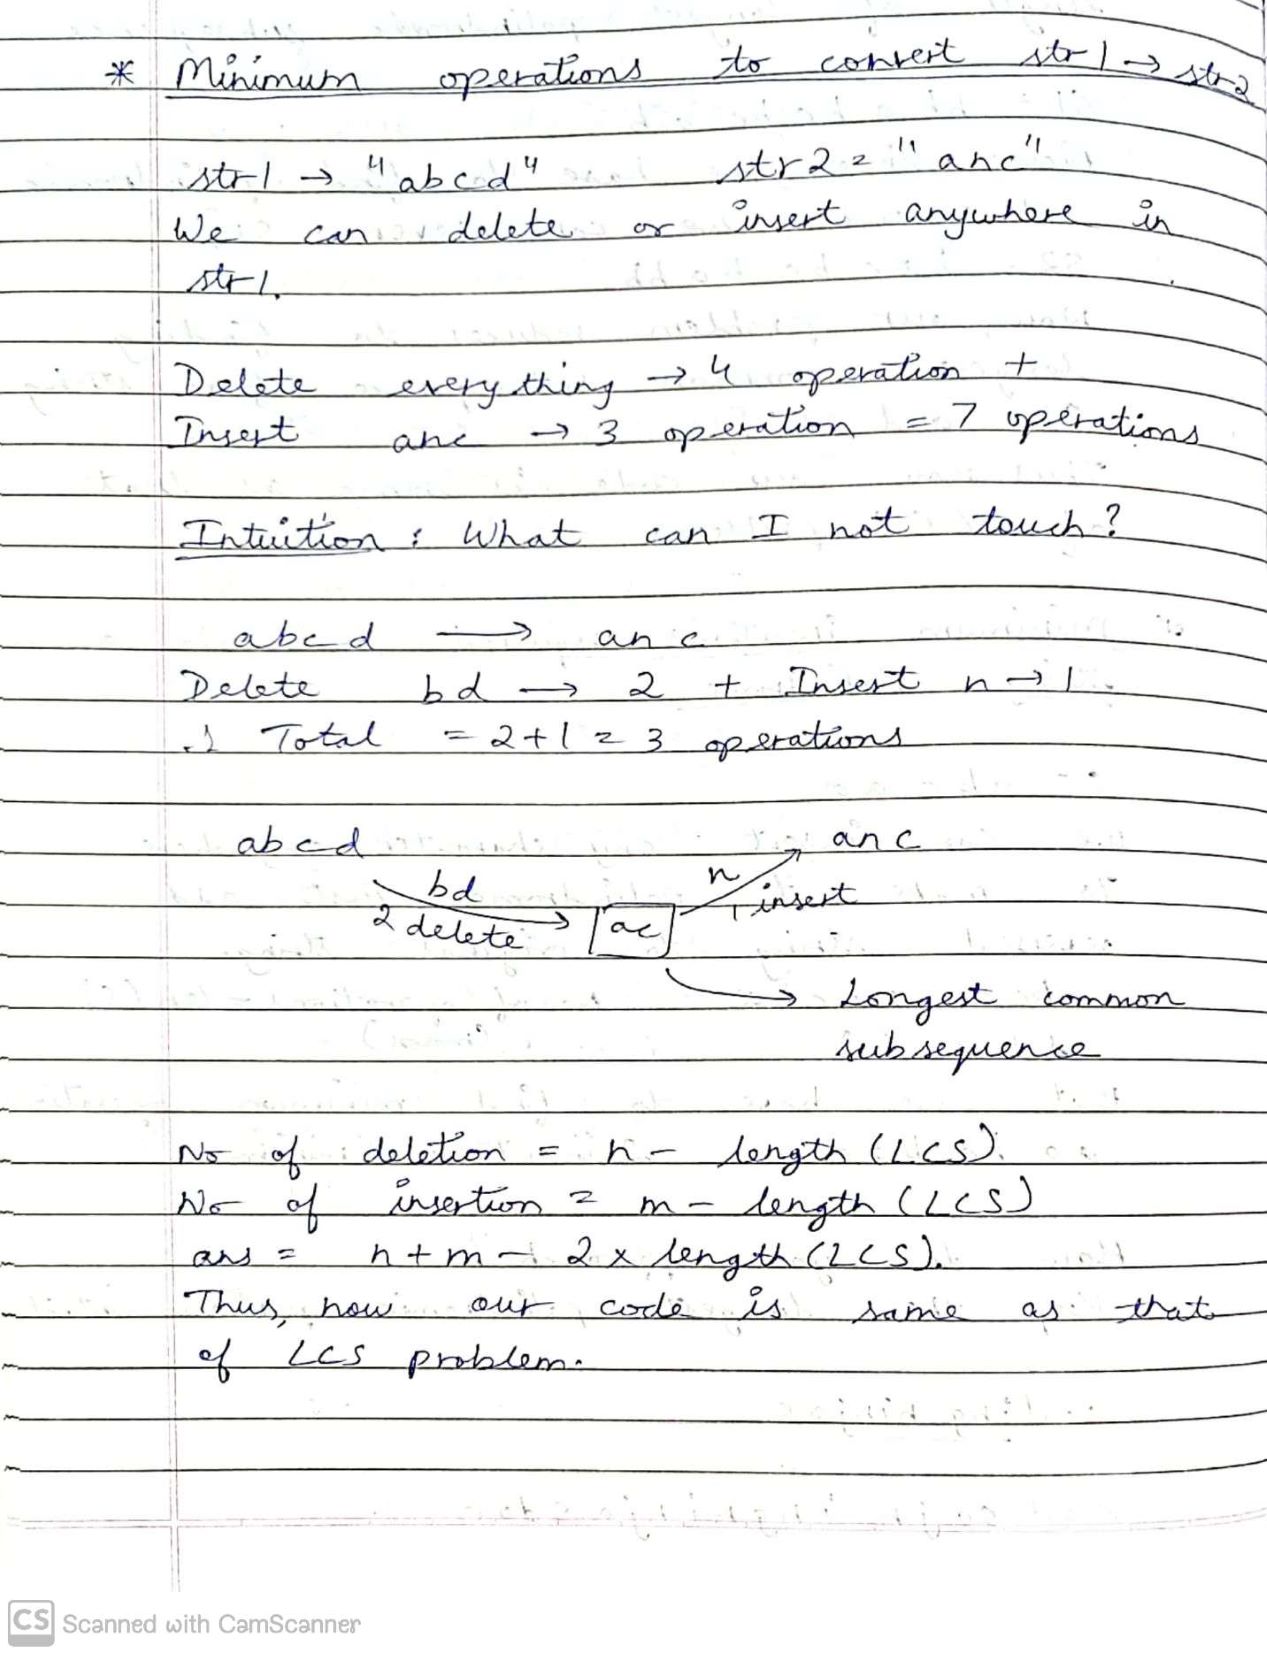 * Minimum operations to convert str1 → str2
str1 → "abcd" str2 = "anc"
We can delete or insert anywhere in
str1.
Delete everything → 4 operation +
Insert anc → 3 operation = 7 operations
Intuition : What can I not touch?
abcd → anc
Delete bd → 2 + Insert n → 1
∴ Total = 2+1 = 3 operations
abcd anc
bd n
2 delete ac 1 insert
→ Longest common
subsequence
No of deletion = n - length (LCS).
No of insertion = m - length (LCS)
ans = n+m - 2 x length (LCS).
Thus, now our code is same as that
of LCS problem.
CS Scanned with CamScanner